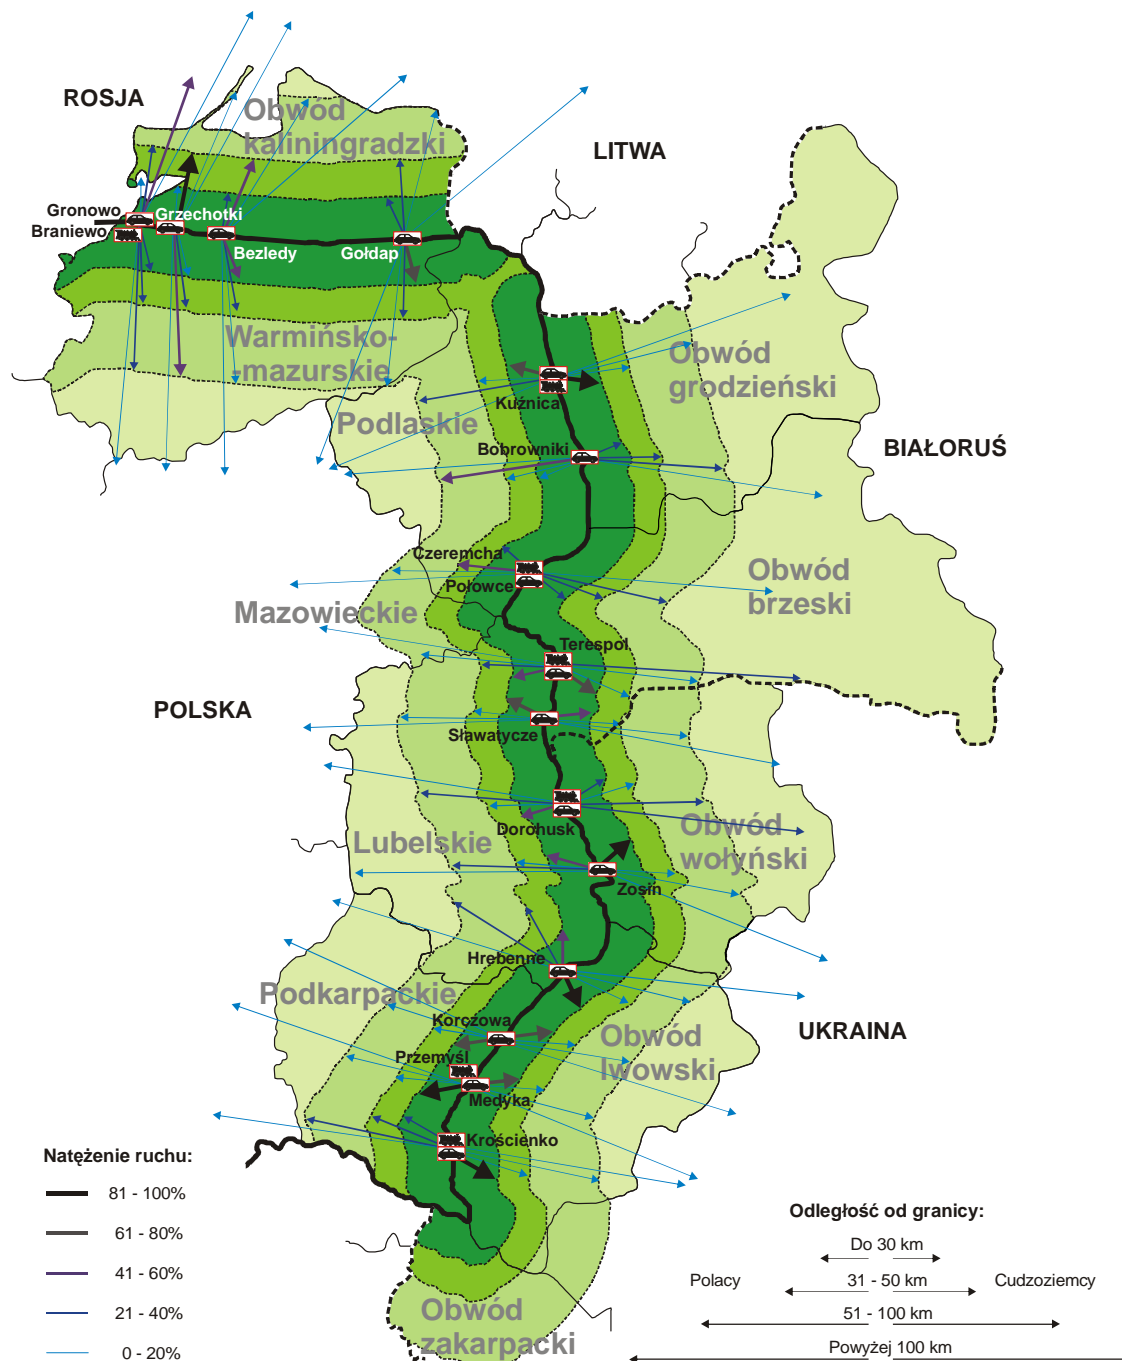 ROSJA
Obwód
kaliningradzki
LITWA
Gronowo
Grzechotki
Braniewo
Bezledy
Gołdap
Warmińsko-
-mazurskie
Obwód
grodzieński
Kuźnica
Podlaskie
Bobrowniki
BIAŁORUŚ
Czeremcha
Połowce
Obwód
brzeski
Mazowieckie
Terespol
POLSKA
Sławatycze
Dorohusk
Lubelskie
Obwód
wołyński
Zosin
Hrebenne
Podkarpackie
Korczowa
UKRAINA
Obwód
lwowski
Przemyśl
Medyka
Krościenko
Natężenie ruchu:
81 - 100%
61 - 80%
41 - 60%
21 - 40%
0 - 20%
Odległość od granicy:
Do 30 km
Polacy
31 - 50 km
Cudzoziemcy
51 - 100 km
Powyżej 100 km
Obwód
zakarpacki